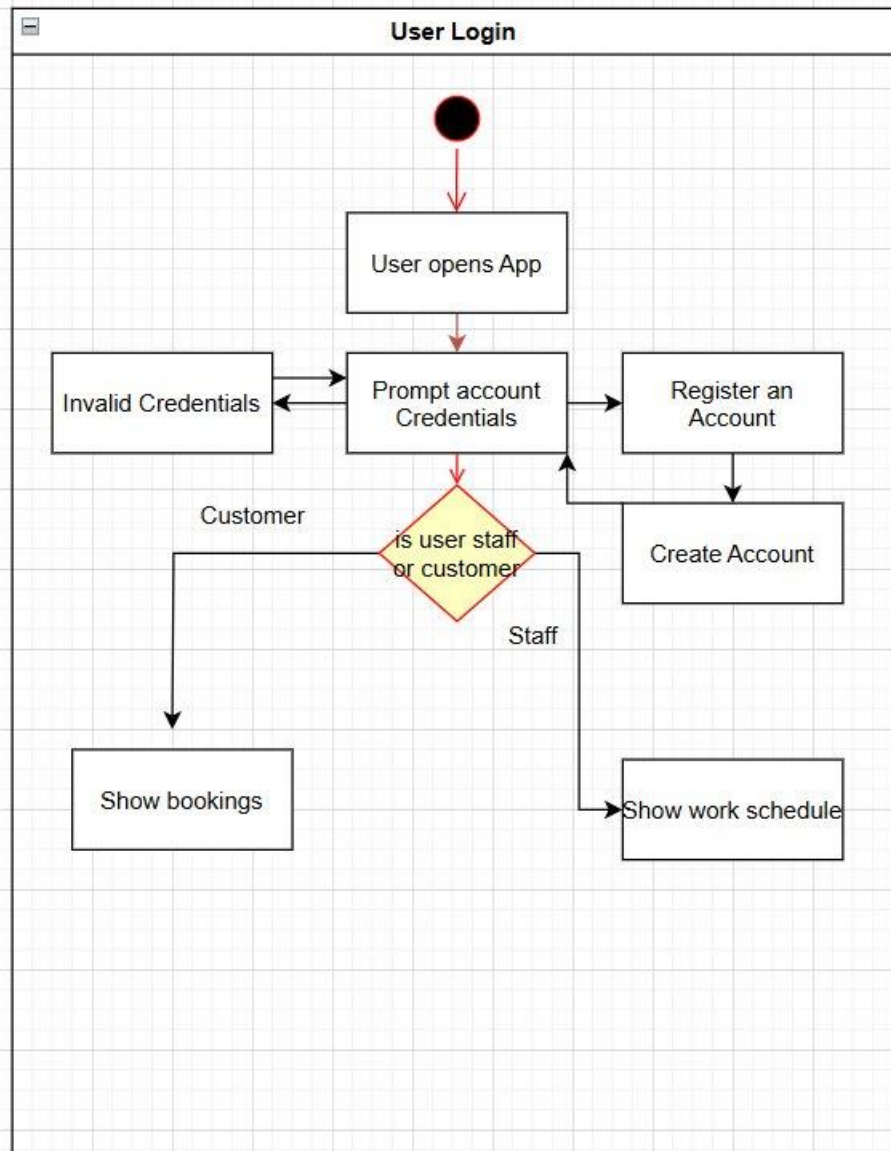 User Login
User opens App
Invalid Credentials
Prompt account
Credentials
Register an
Account
Customer
is user staff
or customer
Create Account
Staff
Show bookings
Show work schedule